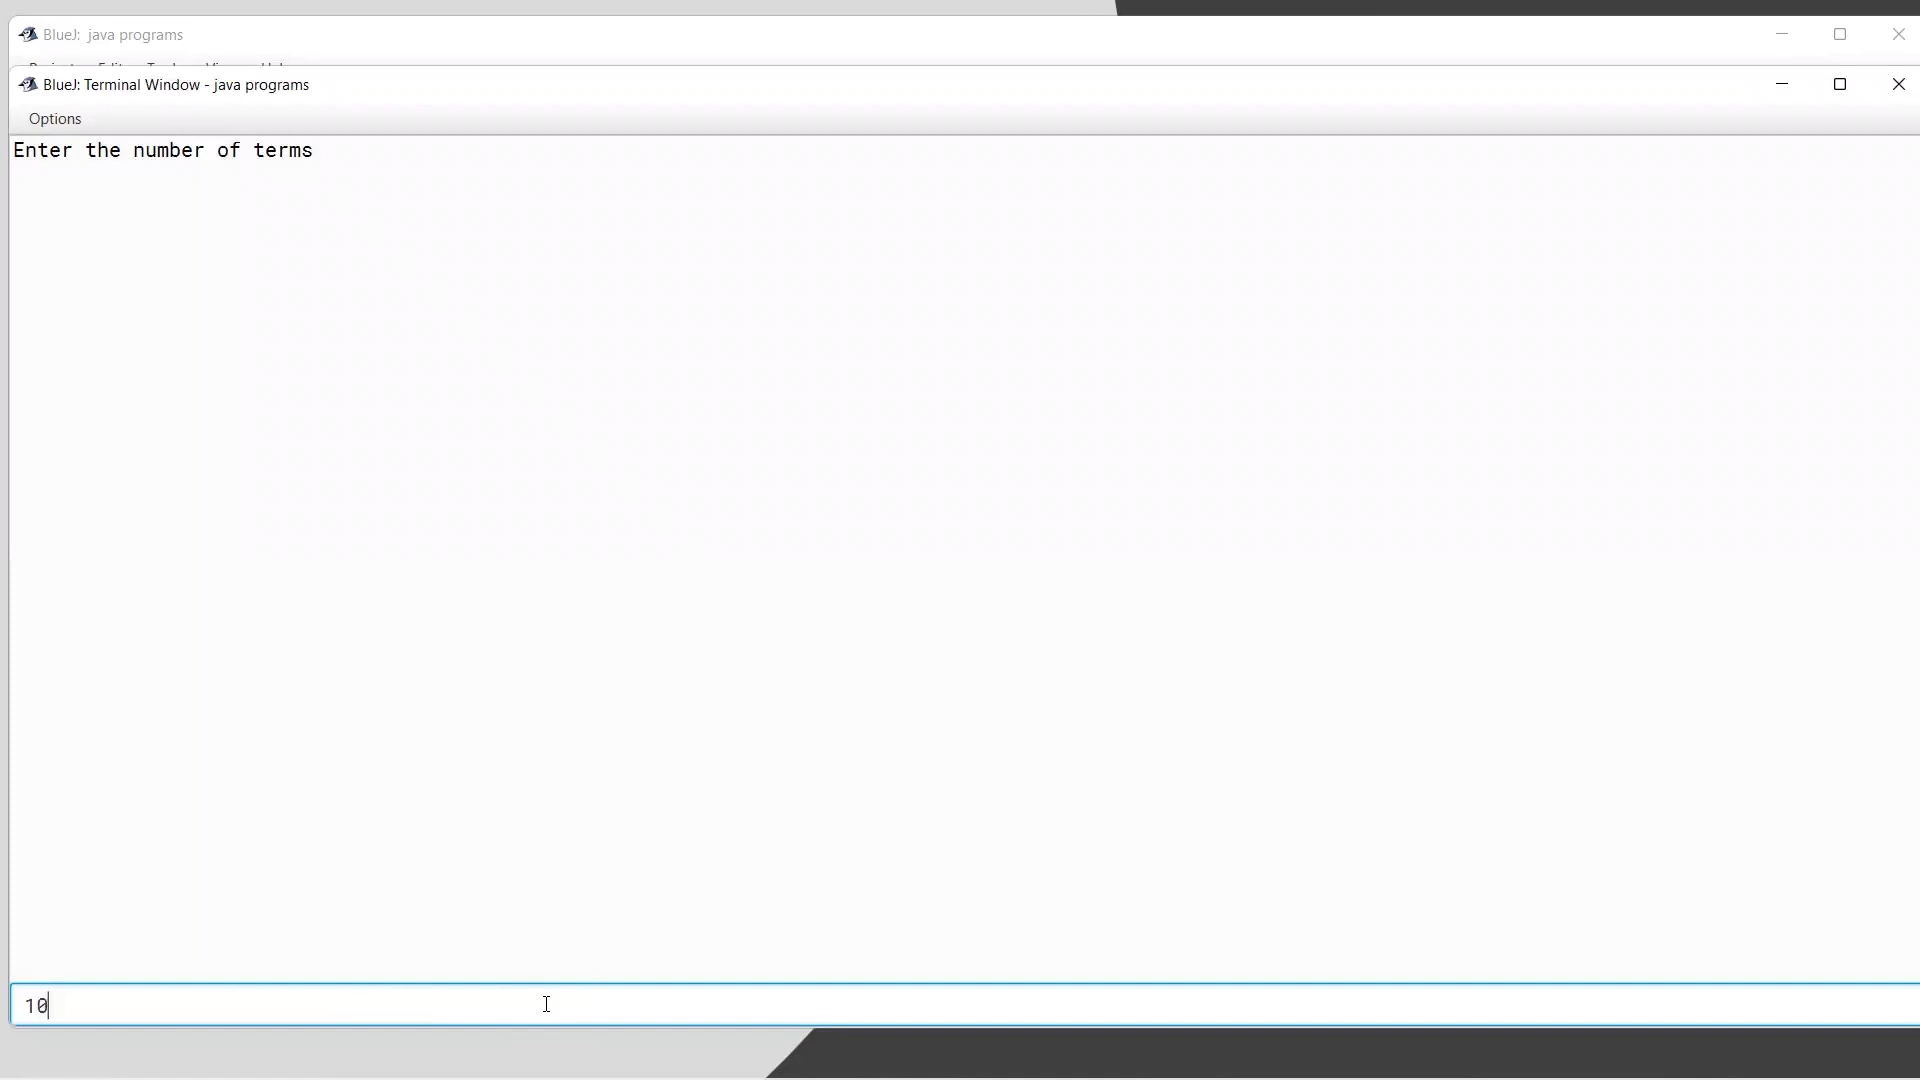 BlueJ: java programs
BlueJ: Terminal Window - java programs
Options
Enter the number of terms
10